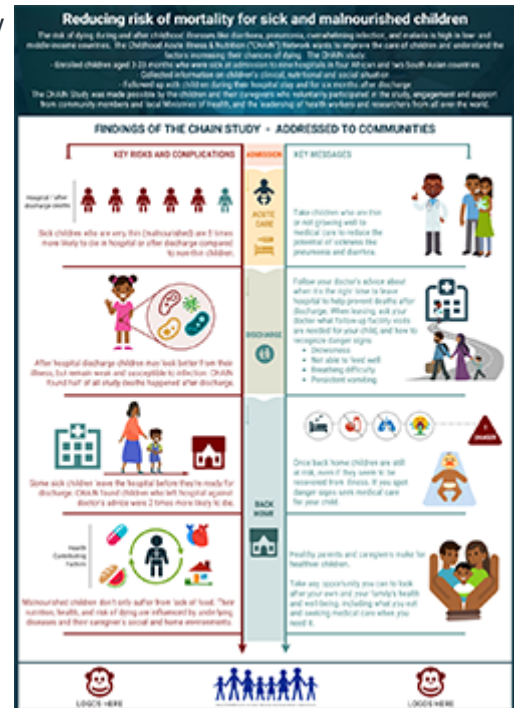 Reducing risk of mortality for sick and malnourished children
The risk of dying during and after childhood illnesses like diarrhoea, pneumonia, overwhelming infection, and malaria is high in low- and
middle-income countries. The Childhood Acute Illness & Nutrition ("CHAIN") Network wants to improve the care of children and understand the
factors increasing their chances of dying. The CHAIN study:
- Enrolled children aged 2-23 months who were sick at admission to nine hospitals in four African and two South Asian countries
Collected information on children's clinical, nutritional and social situation
- Followed up with children during their hospital stay and for six months after discharge
The CHAIN Study was made possible by the children and their caregivers who voluntarily participated in the study, engagement and support
from community members and local Ministries of Health, and the leadership of health workers and researchers from all over the world.
FINDINGS OF THE CHAIN STUDY - ADDRESSED TO COMMUNITIES
KEY RISKS AND COMPLICATIONS
ADMISSION
KEY MESSAGES
Hospital / after
discharge deaths
ACUTE
CARE
Sick children who are very thin (malnourished) are
more likely to die in hospital or after discharge compared
to non-thin children.
Take children who are thin
or not growing well to
medical care to reduce the
potential of sickness like
pneumonia and diarrhea.
DISCHARGE
After hospital discharge children may look better from their
illness, but remain weak and susceptible to infection. CHAIN
found half of all study deaths happened after discharge.
Follow your doctor's advice about
when it's the right time to leave
hospital to help prevent deaths after
discharge. When leaving, ask your
doctor what follow-up facility visits
are needed for your child, and how to
recognize danger signs
• Drowsiness
• Not able to feed well
• Breathing difficulty
• Persistent vomiting
Some sick children leave the hospital before they're ready for
discharge. CHAIN found children who left hospital against
doctor's advice were 2 times more likely to die.
BACK
HOME
DANGER
Once back home children are still
at risk, even if they seem to be
recovered from illness. If you spot
danger signs seek medical care
for your child.
Health
Contributing
Factors
Malnourished children don't only suffer from lack of food. Their
nutrition, health, and risk of dying are influenced by underlying
diseases and their caregiver's social and home environments.
Healthy parents and caregivers make for
healthier children.
Take any opportunity you can to look
after your own and your family's health
and well-being, including what you eat
and seeking medical care when you
need it.
LOGOS HERE
LOGOS HERE